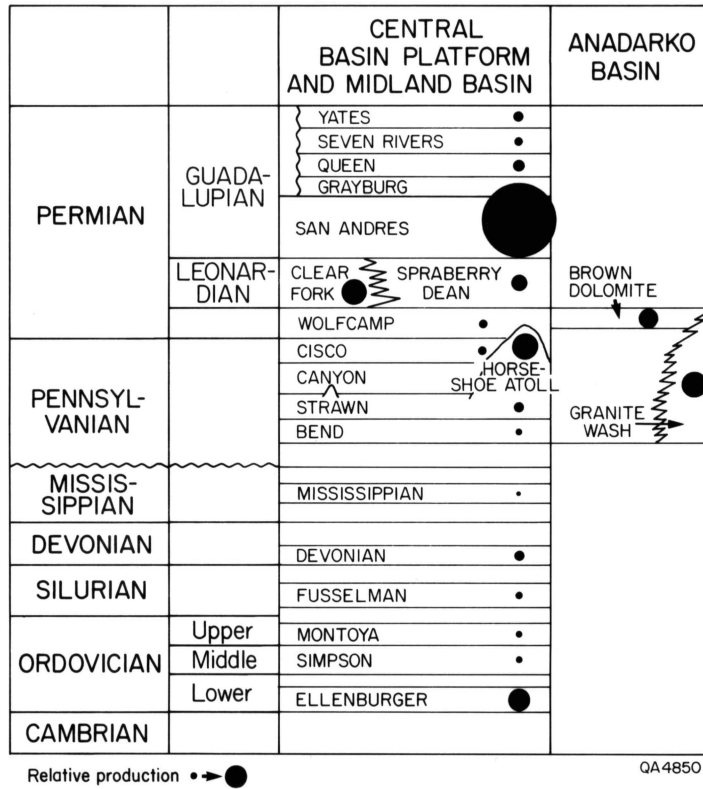 CENTRAL
BASIN PLATFORM
AND MIDLAND BASIN
ANADARKO
BASIN
PERMIAN
GUADA-
LUPIAN
YATES
SEVEN RIVERS
QUEEN
GRAYBURG
SAN ANDRES
LEONAR-
DIAN
CLEAR
FORK
SPRABERRY
DEAN
BROWN
DOLOMITE
WOLFCAMP
PENNSYL-
VANIAN
CISCO
CANYON
HORSE-
SHOE ATOLL
STRAWN
BEND
GRANITE
WASH
MISSIS-
SIPPIAN
MISSISSIPPIAN
DEVONIAN
DEVONIAN
SILURIAN
FUSSELMAN
ORDOVICIAN
Upper
MONTOYA
Middle
SIMPSON
Lower
ELLENBURGER
CAMBRIAN
Relative production
QA4850